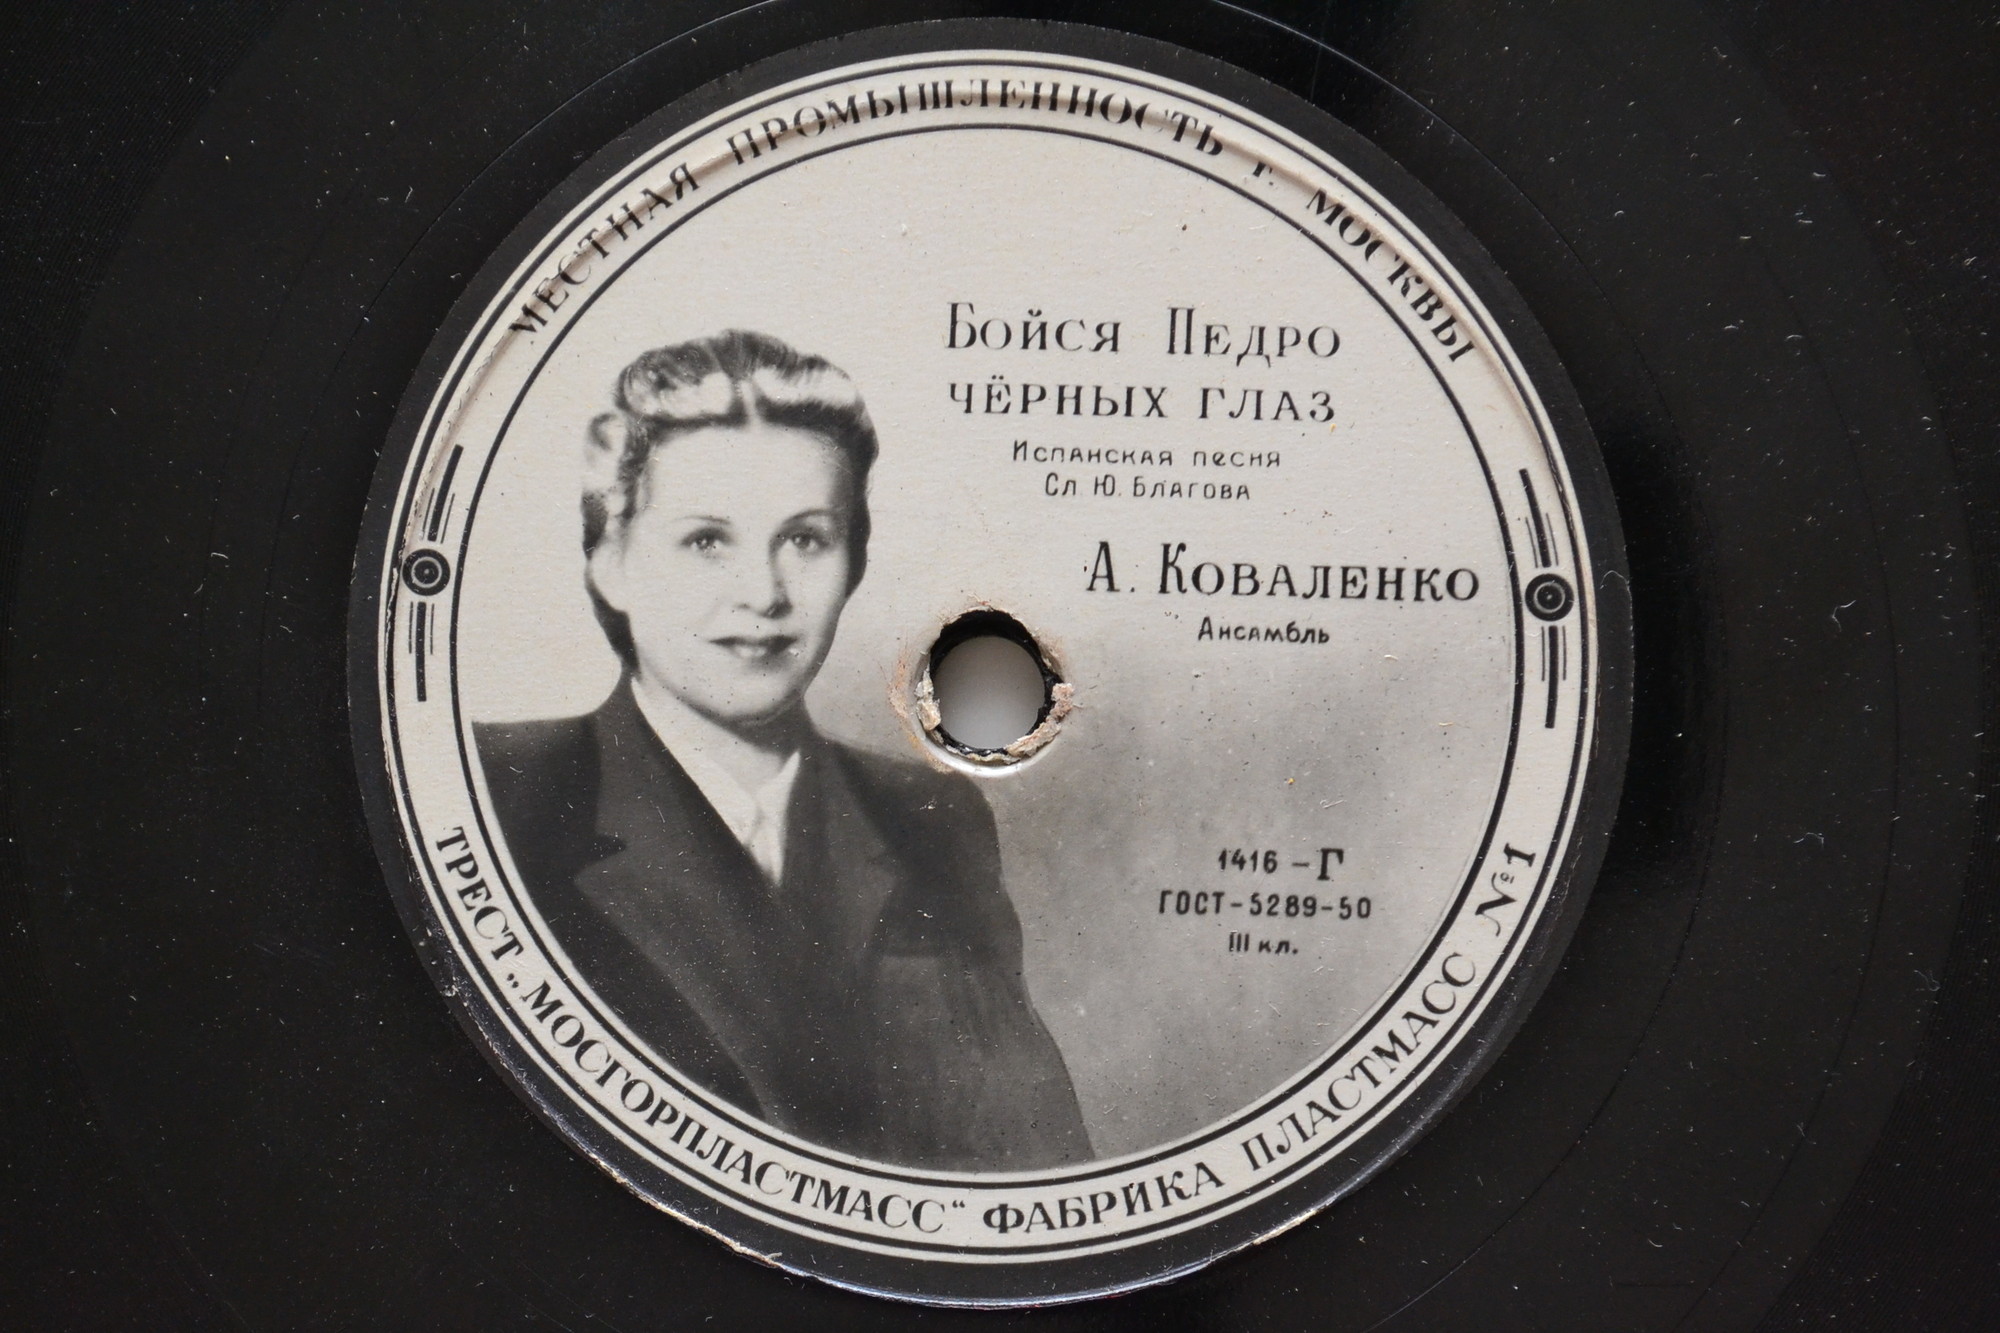 МЕСТНАЯ ПРОМЫШЛЕННОСТЬ г. МОСКВЫ
Бойся Педро
чёрных глаз
Испанская песня
Сл Ю. Благова
А. Коваленко
Ансамбль
1416 – Г
ГОСТ – 5289 – 50
III кл.
ТРЕСТ „МОСГОРПЛАСТМАСС“ ФАБРИКА ПЛАСТМАСС №1